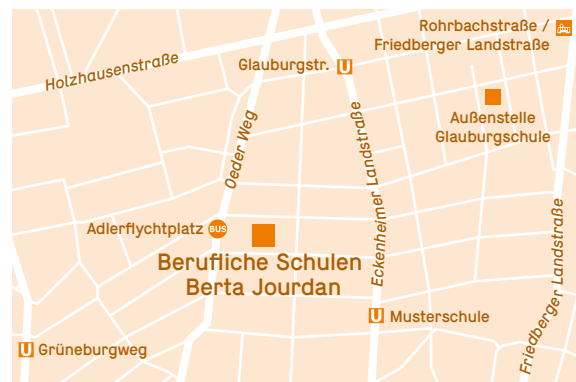 Rohrbachstraße /
Friedberger Landstraße
Holzhausenstraße
Glauburgstr. U
Außenstelle
Glauburgschule
Oeder Weg
Eckenheimer Landstraße
Adlerflychtplatz BUS
Berufliche Schulen
Berta Jourdan
Friedberger Landstraße
U Musterschule
U Grüneburgweg